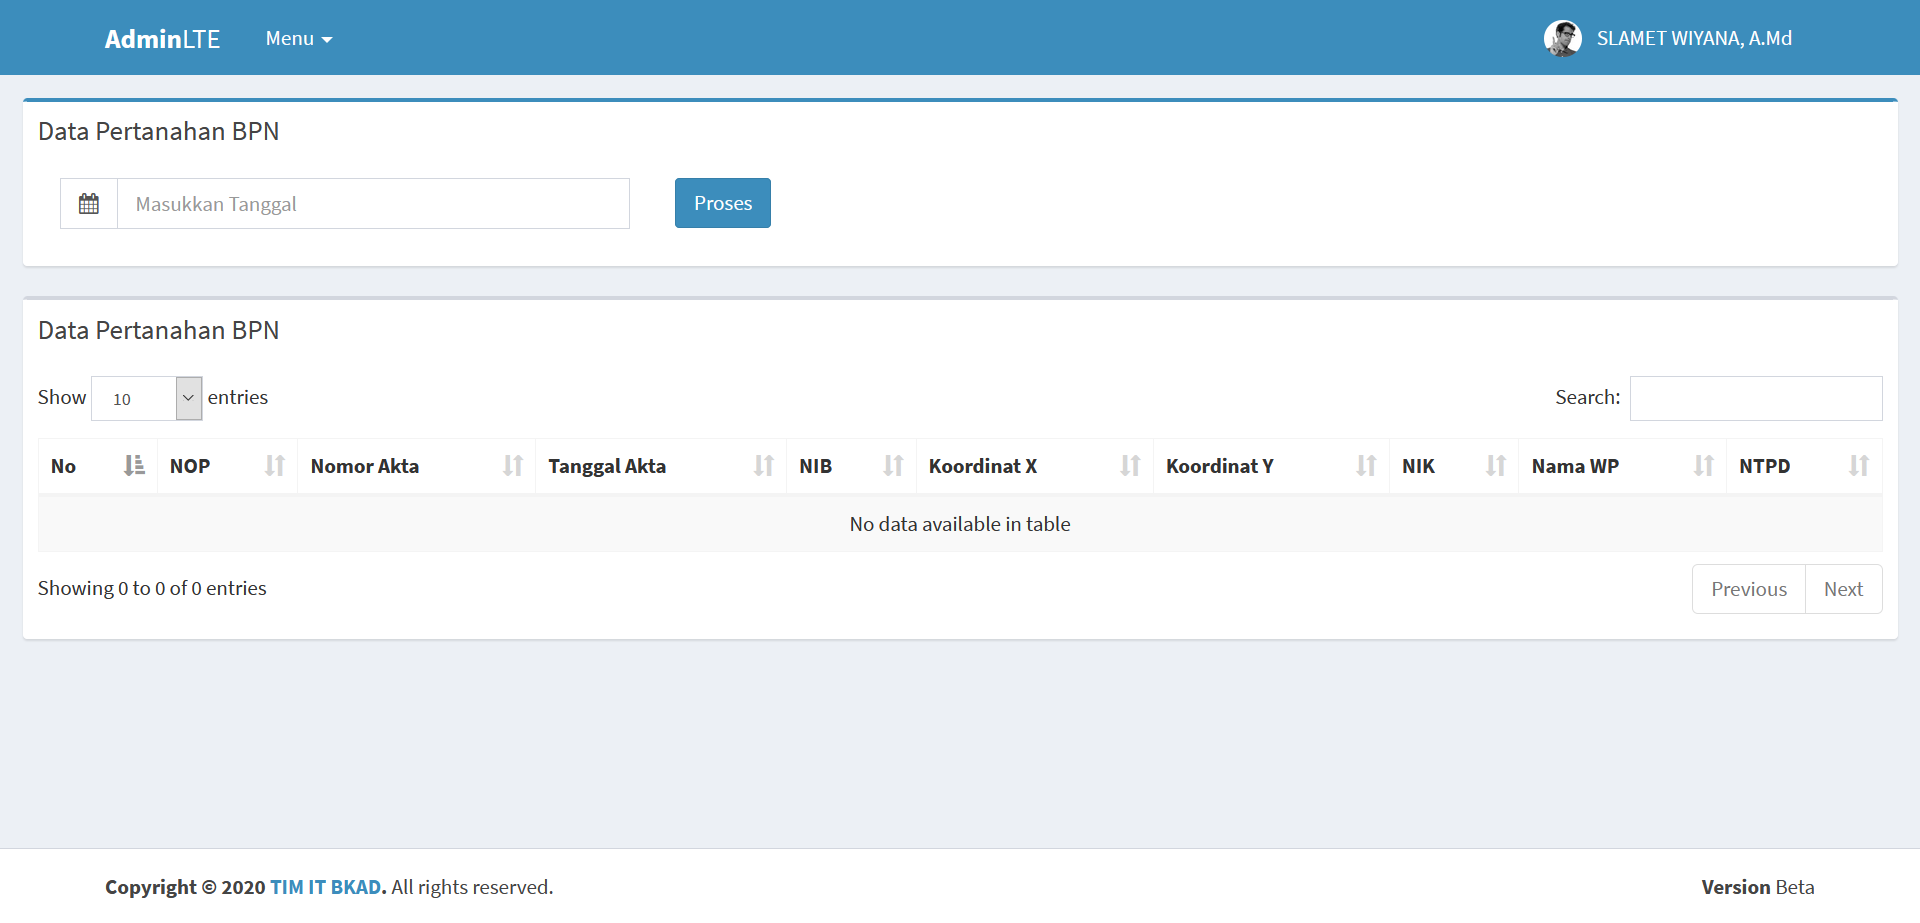 AdminLTE Menu SLAMET WIYANA, A.Md
Data Pertanahan BPN
Masukkan Tanggal Proses
Data Pertanahan BPN
Show 10 entries Search:
No NOP Nomor Akta Tanggal Akta NIB Koordinat X Koordinat Y NIK Nama WP NTPD
No data available in table
Showing 0 to 0 of 0 entries Previous Next
Copyright © 2020 TIM IT BKAD. All rights reserved. Version Beta